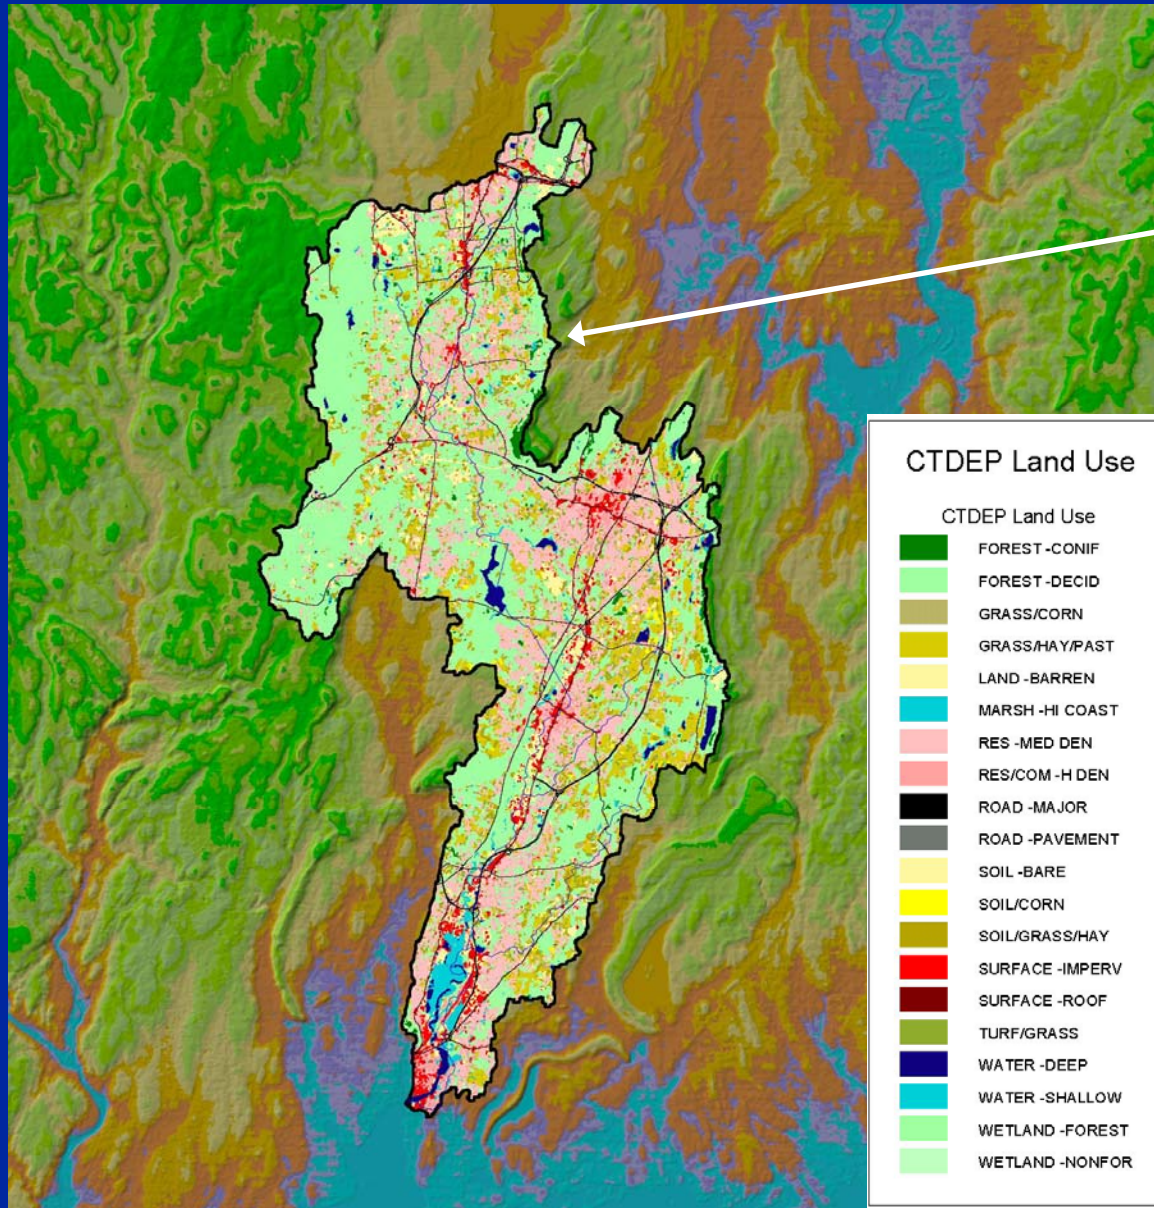 CTDEP Land Use
CTDEP Land Use
FOREST -CONIF
FOREST -DECID
GRASS/CORN
GRASS/HAY/PAST
LAND -BARREN
MARSH -HI COAST
RES -MED DEN
RES/COM -H DEN
ROAD -MAJOR
ROAD -PAVEMENT
SOIL -BARE
SOIL/CORN
SOIL/GRASS/HAY
SURFACE -IMPERV
SURFACE -ROOF
TURF/GRASS
WATER -DEEP
WATER -SHALLOW
WETLAND -FOREST
WETLAND -NONFOR